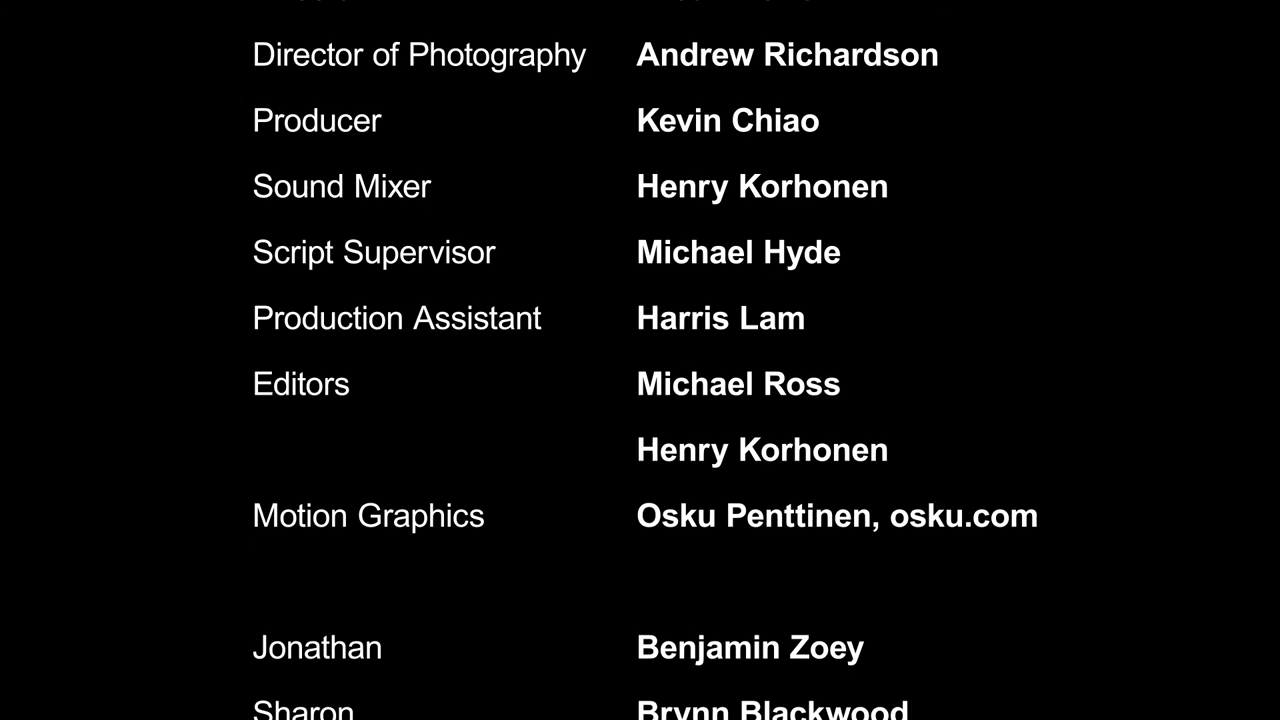 Director of Photography Andrew Richardson
Producer Kevin Chiao
Sound Mixer Henry Korhonen
Script Supervisor Michael Hyde
Production Assistant Harris Lam
Editors Michael Ross
Henry Korhonen
Motion Graphics Osku Penttinen, osku.com
Jonathan Benjamin Zoey
Sharon Brynn Blackwood